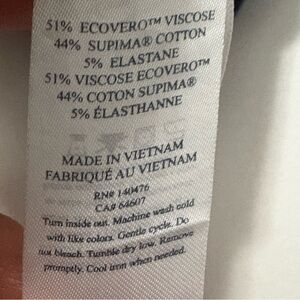 51% ECOVERO™ VISCOSE
44% SUPIMA® COTTON
5% ELASTANE
51% VISCOSE ECOVERO™
44% COTON SUPIMA®
5% ÉLASTHANNE
MADE IN VIETNAM
FABRIQUÉ AU VIETNAM
RN# 140476
CA# 64607
Turn inside out. Machine wash cold
with like colors. Gentle cycle. Do
not bleach. Tumble dry low. Remove
promptly. Cool iron when needed.